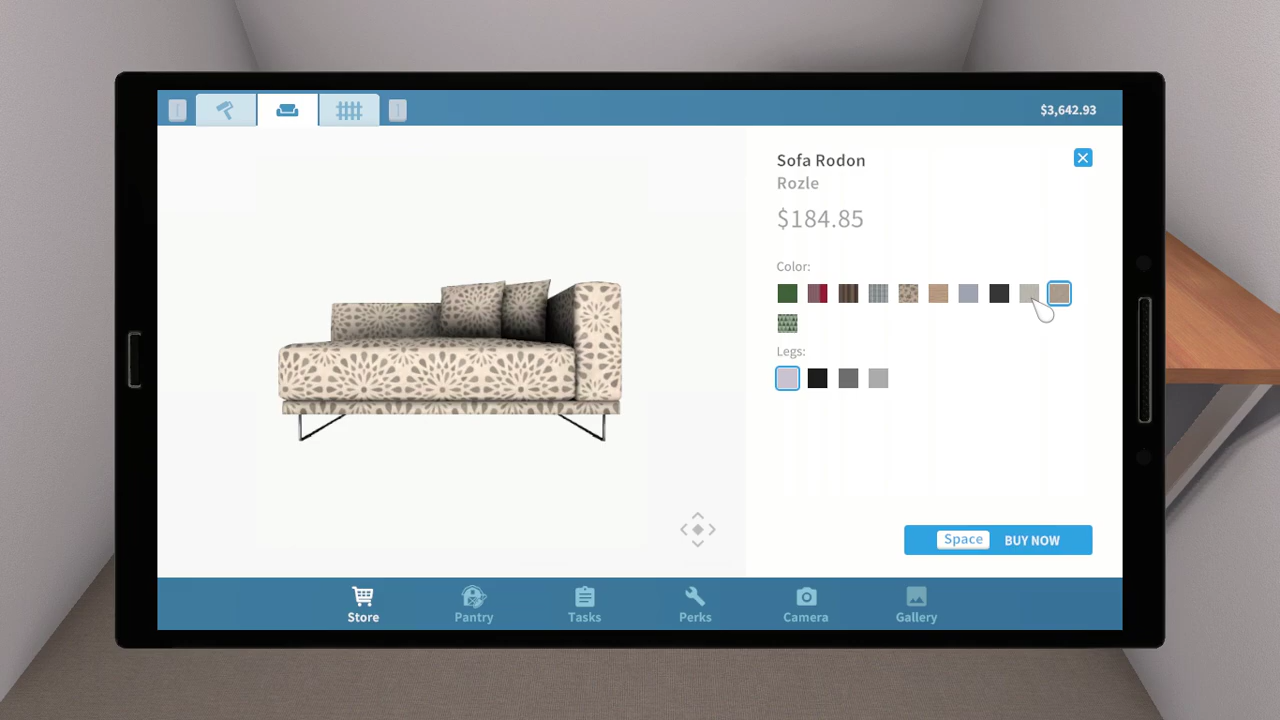 $3,642.93
Sofa Rodon
Rozle
$184.85
Color:
Legs:
Space BUY NOW
Store Pantry Tasks Perks Camera Gallery